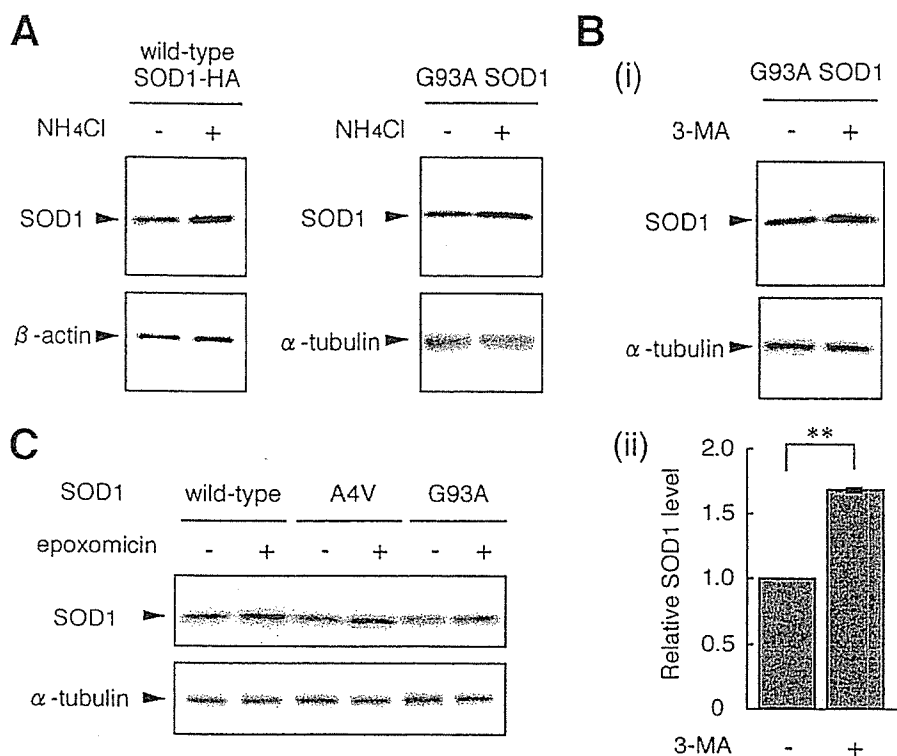 A
wild-type
SOD1-HA
G93A SOD1
NH4Cl - +
NH4Cl - +
SOD1
SOD1
β-actin
α-tubulin
B
(i)
G93A SOD1
3-MA - +
SOD1
α-tubulin
(ii)
**
2.0
1.5
1.0
0.5
0
Relative SOD1 level
3-MA - +
C
SOD1 wild-type A4V G93A
epoxomicin - + - + - +
SOD1
α-tubulin